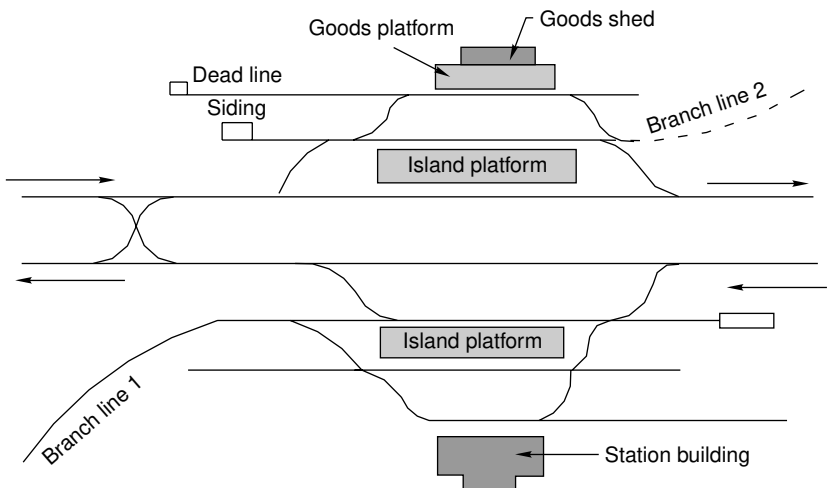 Goods shed
Goods platform
Dead line
Siding
Branch line 2
Island platform
Island platform
Branch line 1
Station building